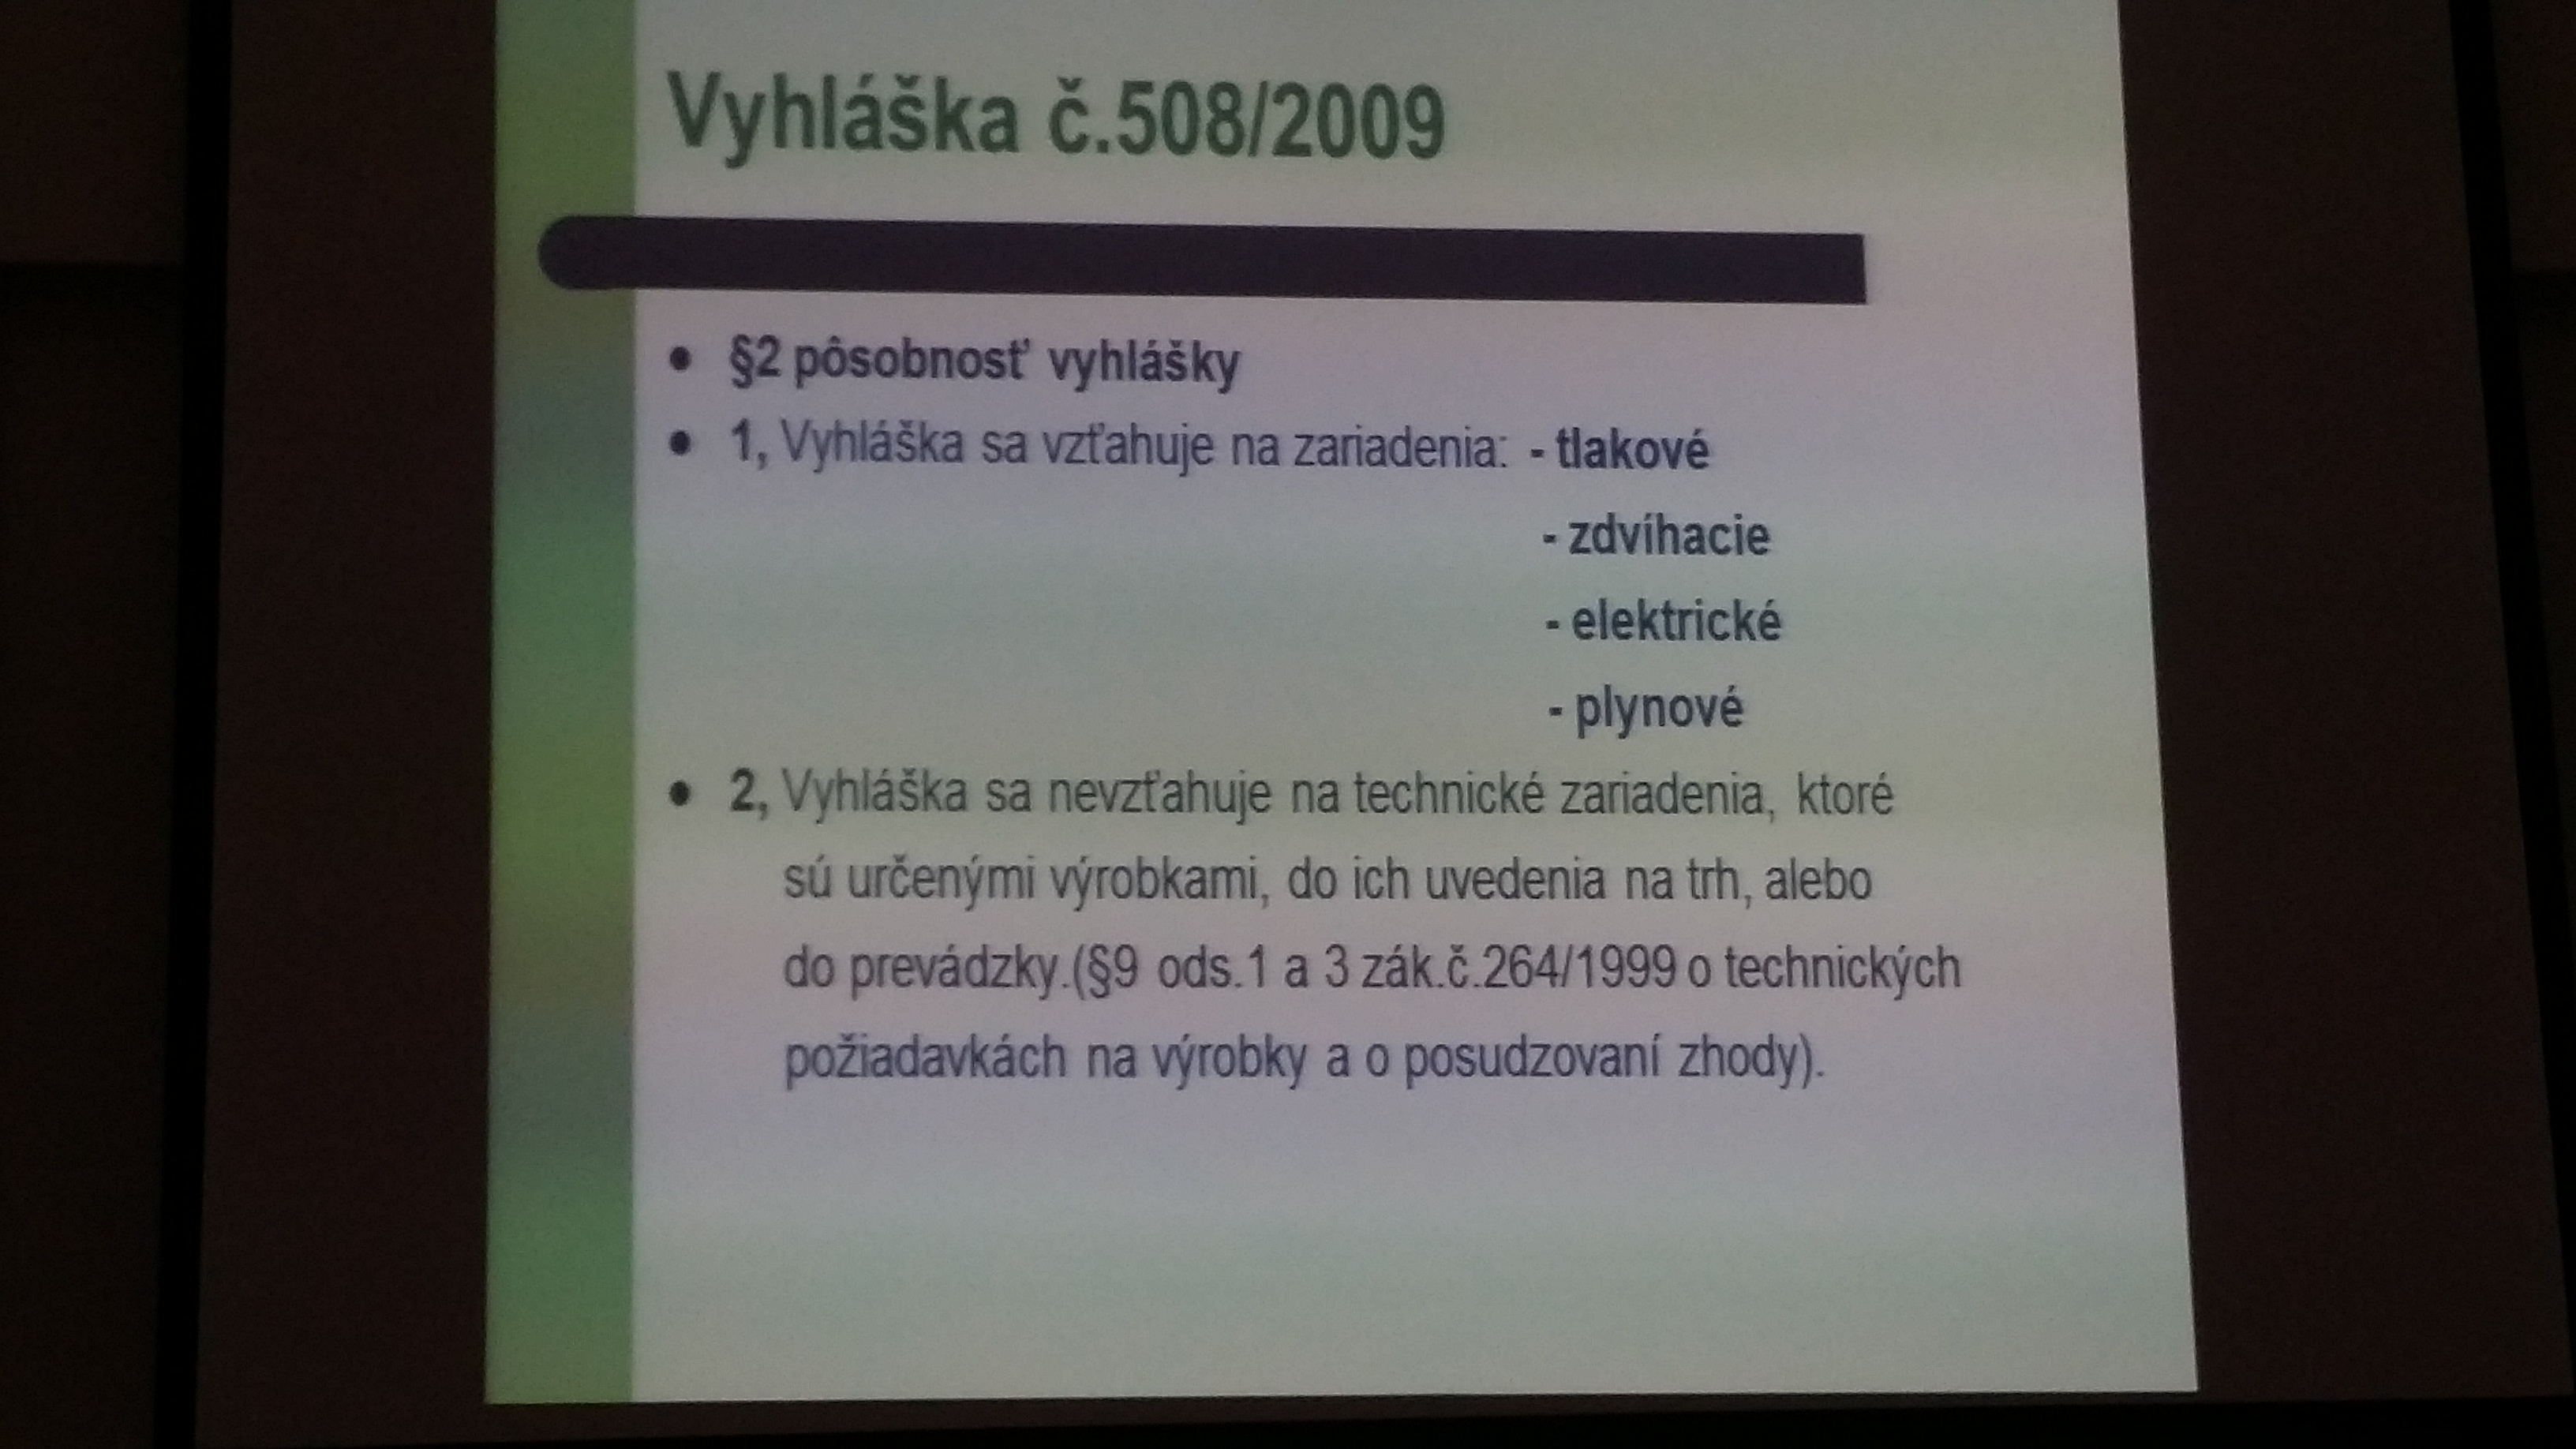 Vyhláška č.508/2009
• §2 pôsobnosť vyhlášky
• 1, Vyhláška sa vzťahuje na zariadenia: - tlakové
- zdvíhacie
- elektrické
- plynové
• 2, Vyhláška sa nevzťahuje na technické zariadenia, ktoré
sú určenými výrobkami, do ich uvedenia na trh, alebo
do prevádzky.(§9 ods.1 a 3 zák.č.264/1999 o technických
požiadavkách na výrobky a o posudzovaní zhody).